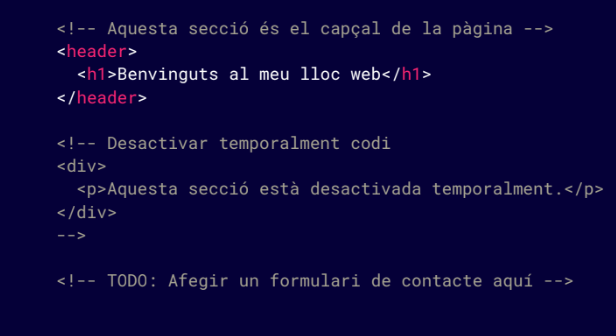 <!-- Aquesta secció és el capçal de la pàgina -->
<header>
<h1>Benvinguts al meu lloc web</h1>
</header>
<!-- Desactivar temporalment codi
<div>
<p>Aquesta secció està desactivada temporalment.</p>
</div>
-->
<!-- TODO: Afegir un formulari de contacte aquí -->